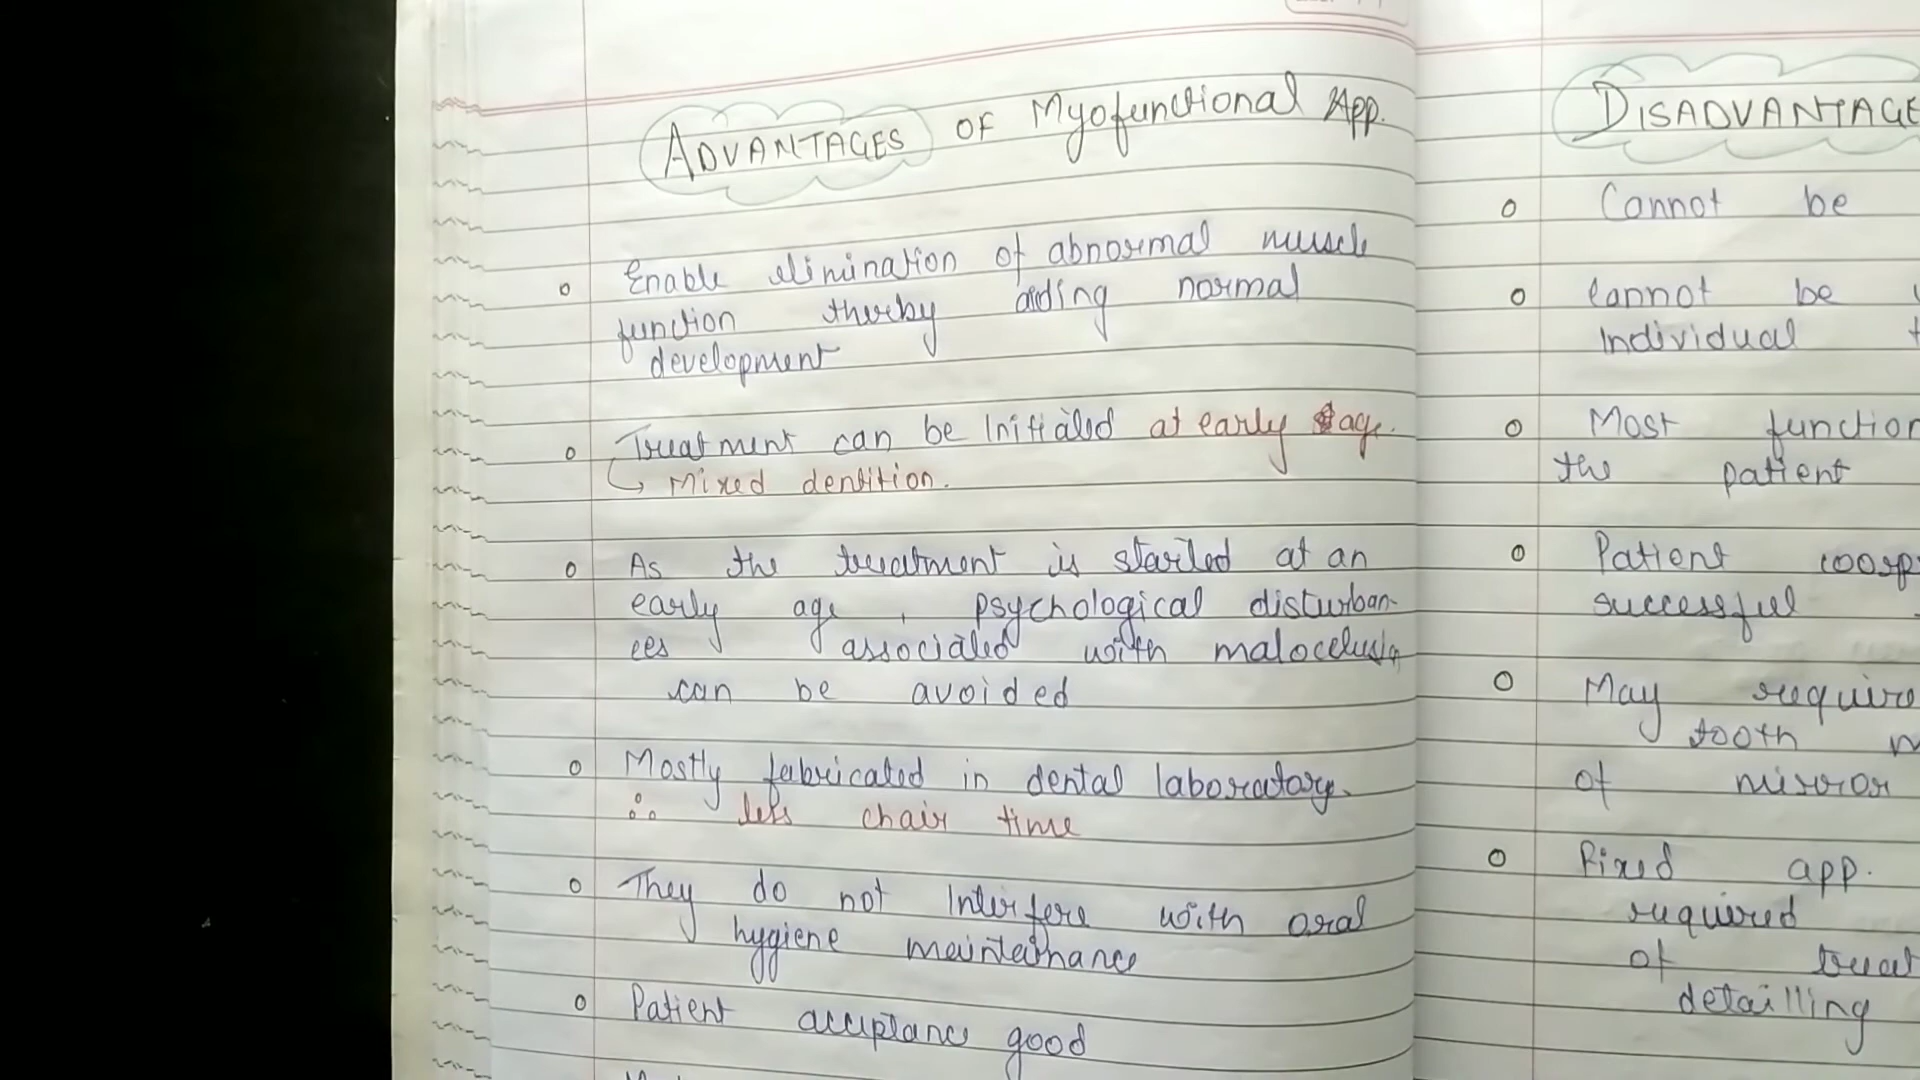 ADVANTAGES OF Myofunctional App.
Enable elimination of abnormal muscle
function thereby aiding normal
development
Treatment can be Initiated at early age.
↳ Mixed dentition.
As the treatment is started at an
early age, psychological disturban-
ces associated with malocclusion
can be avoided
Mostly fabricated in dental laboratory.
∴ less chair time
They do not Interfere with oral
hygiene maintainance
Patient acceptance good
DISADVANTAGE
Cannot be
Cannot be
Individual
Most function
the patient
Patient coop
successful
May require
tooth
of mirror
Fixed app.
required
of treat
detailling